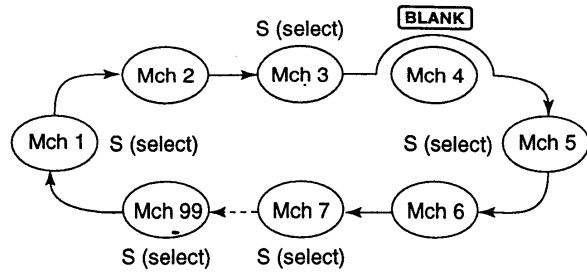 BLANK
S (select)
Mch 2
Mch 3
Mch 4
Mch 1
S (select)
S (select)
Mch 5
Mch 99
Mch 7
Mch 6
S (select)
S (select)